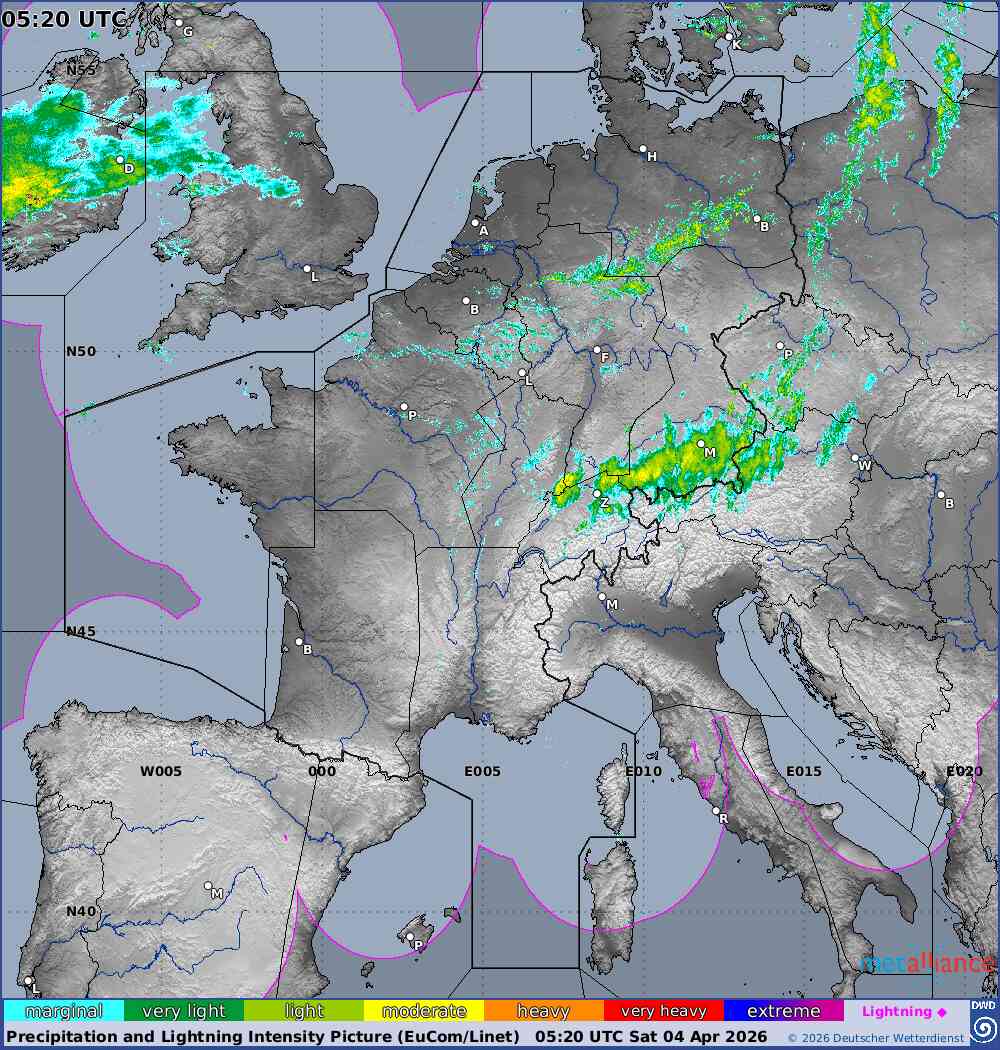 05:20 UTC
G
K
N55
D
H
A
B
L
B
N50
F
P
L
P
M
W
Z
B
M
N45
B
W005
000
E005
E010
E015
E020
R
M
N40
P
L
metalliance
marginal very light light moderate heavy very heavy extreme Lightning ◆
DWD
Precipitation and Lightning Intensity Picture (EuCom/Linet) 05:20 UTC Sat 04 Apr 2026 © 2026 Deutscher Wetterdienst